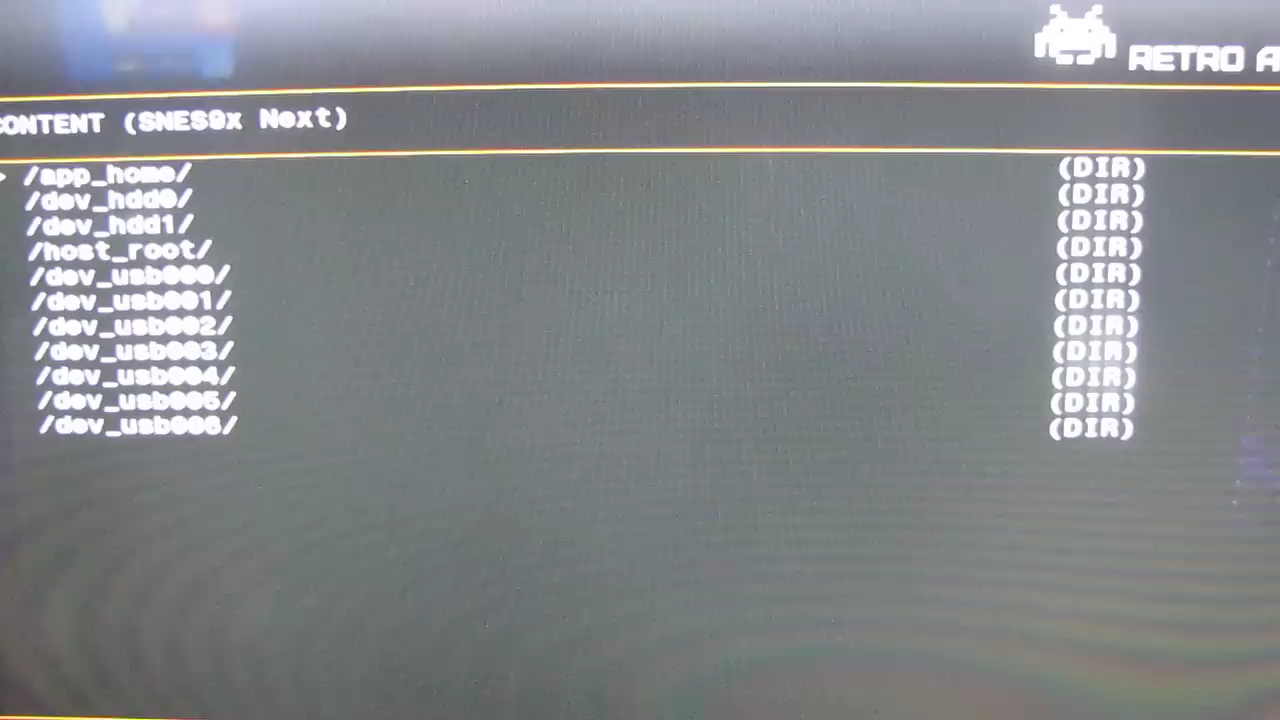 RETRO A
CONTENT (SNES9x Next)
/app_home/ (DIR)
/dev_hdd0/ (DIR)
/dev_hdd1/ (DIR)
/host_root/ (DIR)
/dev_usb000/ (DIR)
/dev_usb001/ (DIR)
/dev_usb002/ (DIR)
/dev_usb003/ (DIR)
/dev_usb004/ (DIR)
/dev_usb005/ (DIR)
/dev_usb006/ (DIR)